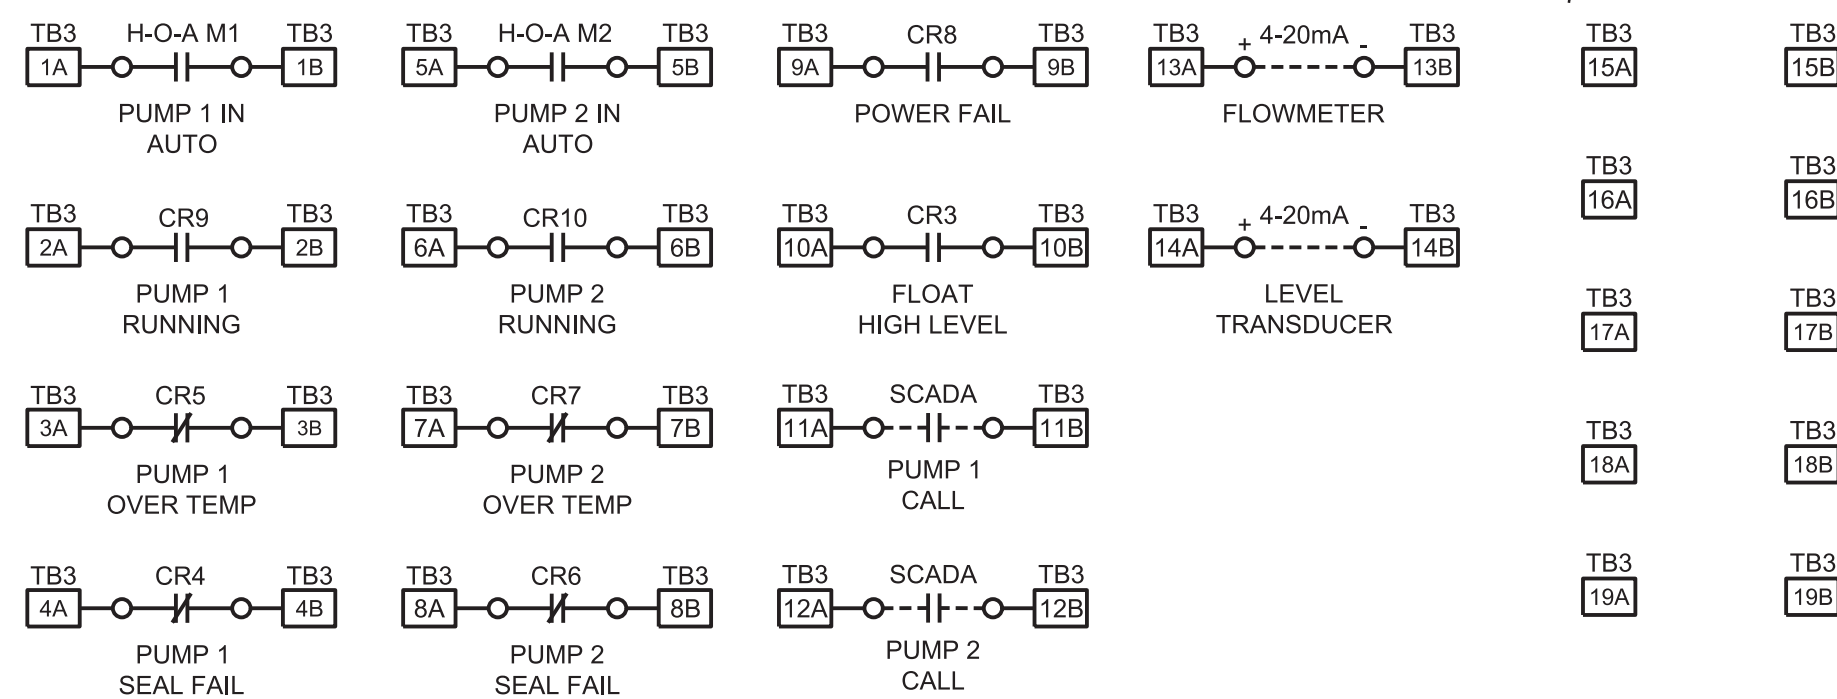 TB3 H-O-A M1 TB3
1A 1B
PUMP 1 IN
AUTO
TB3 CR9 TB3
2A 2B
PUMP 1
RUNNING
TB3 CR5 TB3
3A 3B
PUMP 1
OVER TEMP
TB3 CR4 TB3
4A 4B
PUMP 1
SEAL FAIL
TB3 H-O-A M2 TB3
5A 5B
PUMP 2 IN
AUTO
TB3 CR10 TB3
6A 6B
PUMP 2
RUNNING
TB3 CR7 TB3
7A 7B
PUMP 2
OVER TEMP
TB3 CR6 TB3
8A 8B
PUMP 2
SEAL FAIL
TB3 CR8 TB3
9A 9B
POWER FAIL
TB3 CR3 TB3
10A 10B
FLOAT
HIGH LEVEL
TB3 SCADA TB3
11A 11B
PUMP 1
CALL
TB3 SCADA TB3
12A 12B
PUMP 2
CALL
TB3 + 4-20mA - TB3
13A 13B
FLOWMETER
TB3 + 4-20mA - TB3
14A 14B
LEVEL
TRANSDUCER
TB3 TB3
15A 15B
TB3 TB3
16A 16B
TB3 TB3
17A 17B
TB3 TB3
18A 18B
TB3 TB3
19A 19B